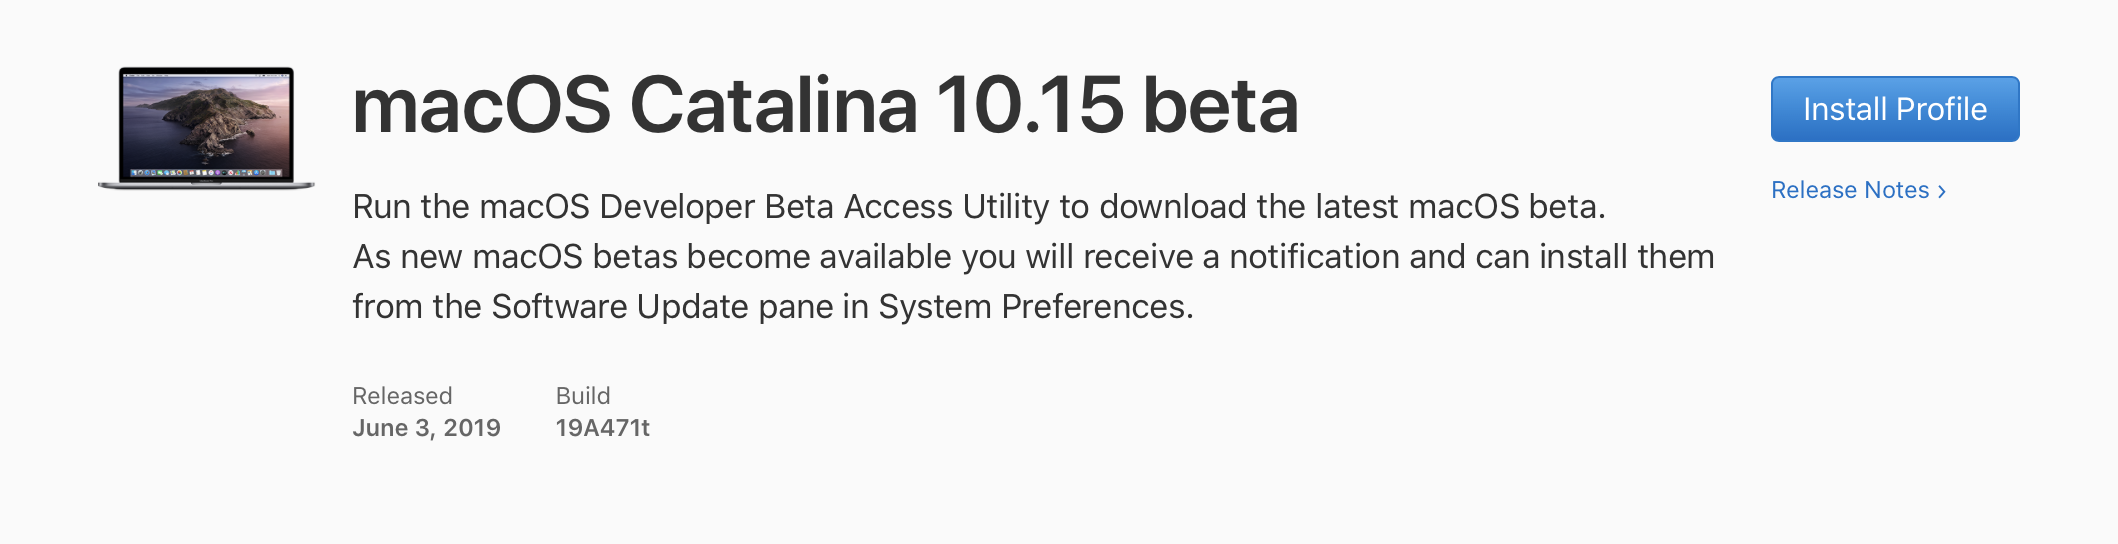 macOS Catalina 10.15 beta
Install Profile
Release Notes ›
Run the macOS Developer Beta Access Utility to download the latest macOS beta.
As new macOS betas become available you will receive a notification and can install them
from the Software Update pane in System Preferences.
Released
June 3, 2019
Build
19A471t